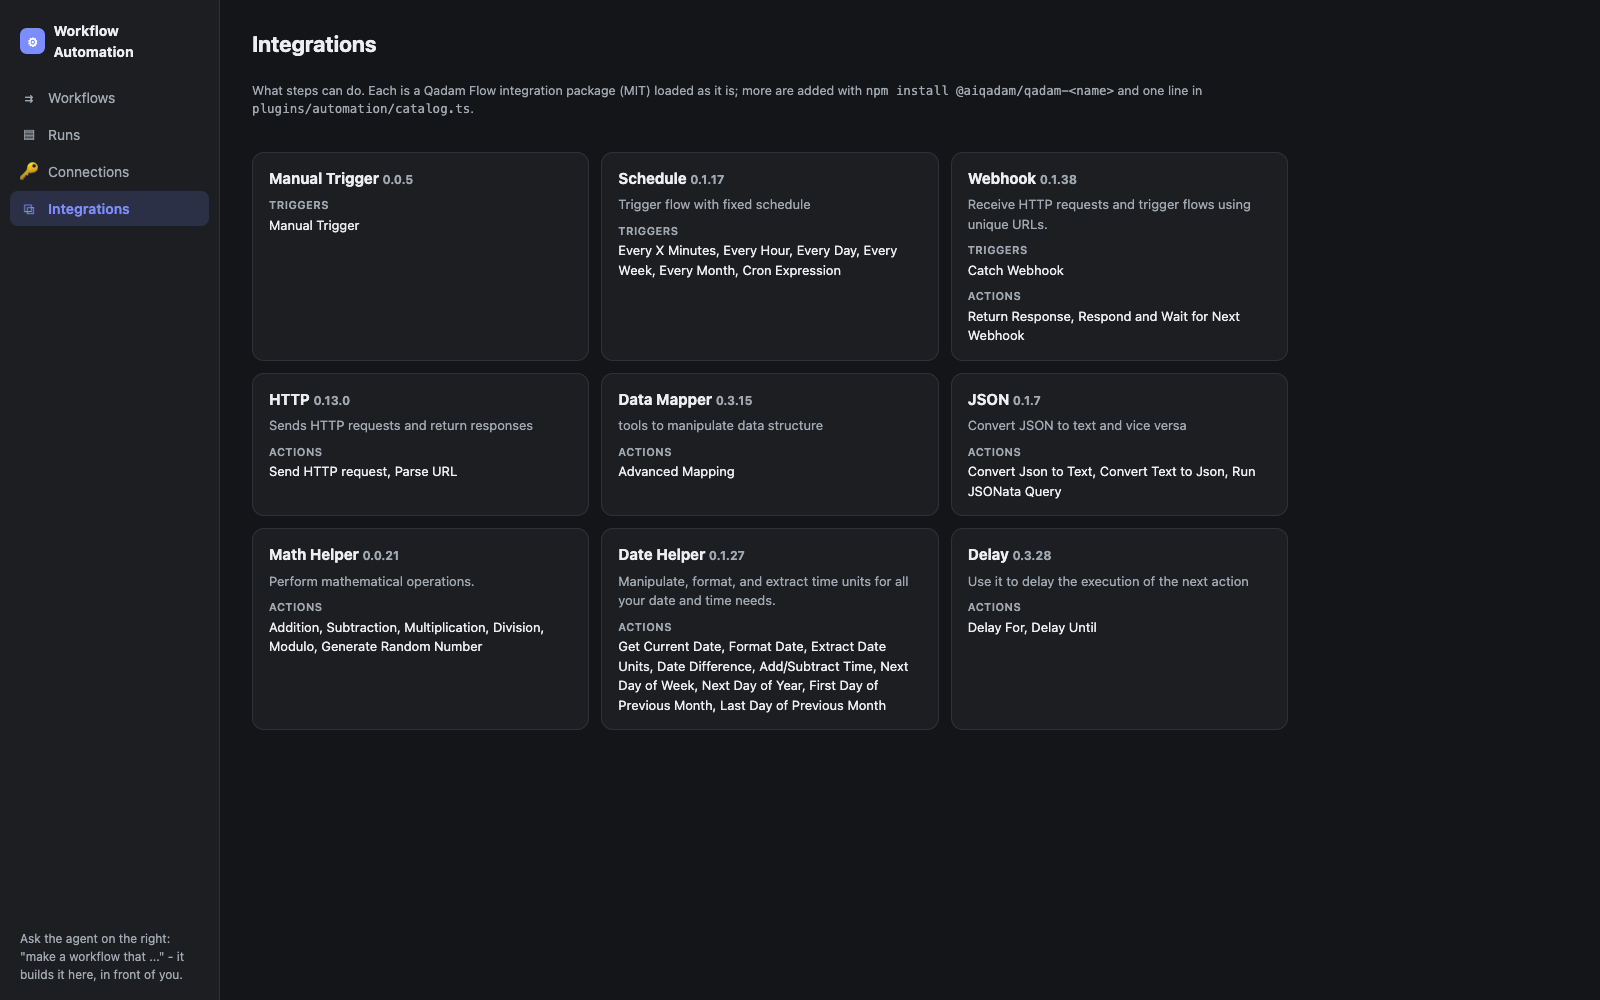 Workflow
Automation
Workflows
Runs
Connections
Integrations
Ask the agent on the right:
"make a workflow that ..." - it
builds it here, in front of you.
Integrations
What steps can do. Each is a Qadam Flow integration package (MIT) loaded as it is; more are added with npm install @aiqadam/qadam-<name> and one line in
plugins/automation/catalog.ts.
Manual Trigger 0.0.5
TRIGGERS
Manual Trigger
Schedule 0.1.17
Trigger flow with fixed schedule
TRIGGERS
Every X Minutes, Every Hour, Every Day, Every
Week, Every Month, Cron Expression
Webhook 0.1.38
Receive HTTP requests and trigger flows using
unique URLs.
TRIGGERS
Catch Webhook
ACTIONS
Return Response, Respond and Wait for Next
Webhook
HTTP 0.13.0
Sends HTTP requests and return responses
ACTIONS
Send HTTP request, Parse URL
Data Mapper 0.3.15
tools to manipulate data structure
ACTIONS
Advanced Mapping
JSON 0.1.7
Convert JSON to text and vice versa
ACTIONS
Convert Json to Text, Convert Text to Json, Run
JSONata Query
Math Helper 0.0.21
Perform mathematical operations.
ACTIONS
Addition, Subtraction, Multiplication, Division,
Modulo, Generate Random Number
Date Helper 0.1.27
Manipulate, format, and extract time units for all
your date and time needs.
ACTIONS
Get Current Date, Format Date, Extract Date
Units, Date Difference, Add/Subtract Time, Next
Day of Week, Next Day of Year, First Day of
Previous Month, Last Day of Previous Month
Delay 0.3.28
Use it to delay the execution of the next action
ACTIONS
Delay For, Delay Until